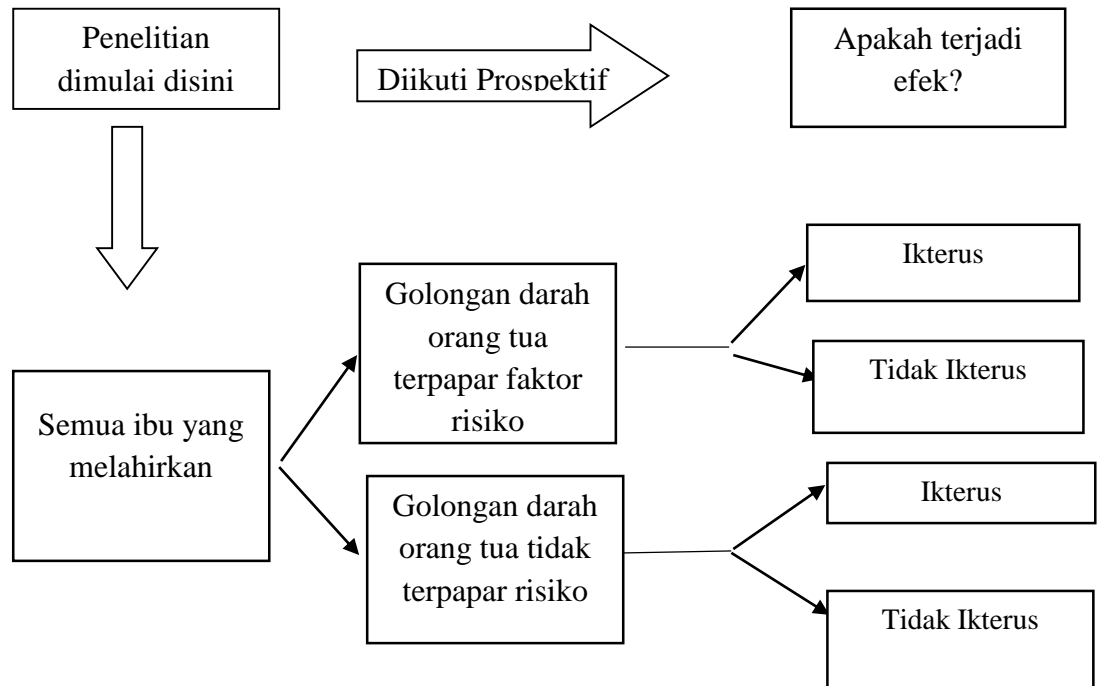 Penelitian
dimulai disini
Diikuti Prospektif
Apakah terjadi
efek?
Semua ibu yang
melahirkan
Golongan darah
orang tua
terpapar faktor
risiko
Ikterus
Tidak Ikterus
Golongan darah
orang tua tidak
terpapar risiko
Ikterus
Tidak Ikterus